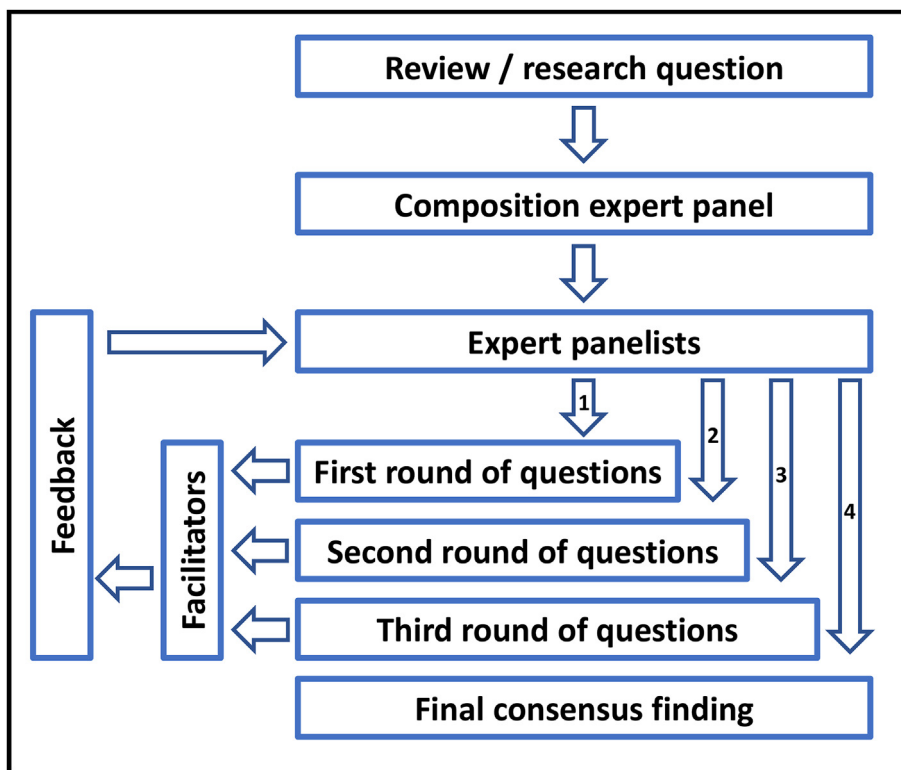 Review / research question
Composition expert panel
Expert panelists
1
2
3
4
First round of questions
Second round of questions
Third round of questions
Final consensus finding
Facilitators
Feedback